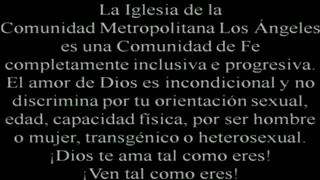 La Iglesia de la
Comunidad Metropolitana Los Ángeles
es una Comunidad de Fe
completamente inclusiva e progresiva.
El amor de Dios es incondicional y no
discrimina por tu orientación sexual,
edad, capacidad física, por ser hombre
o mujer, transgénico o heterosexual.
¡Dios te ama tal como eres!
¡Ven tal como eres!